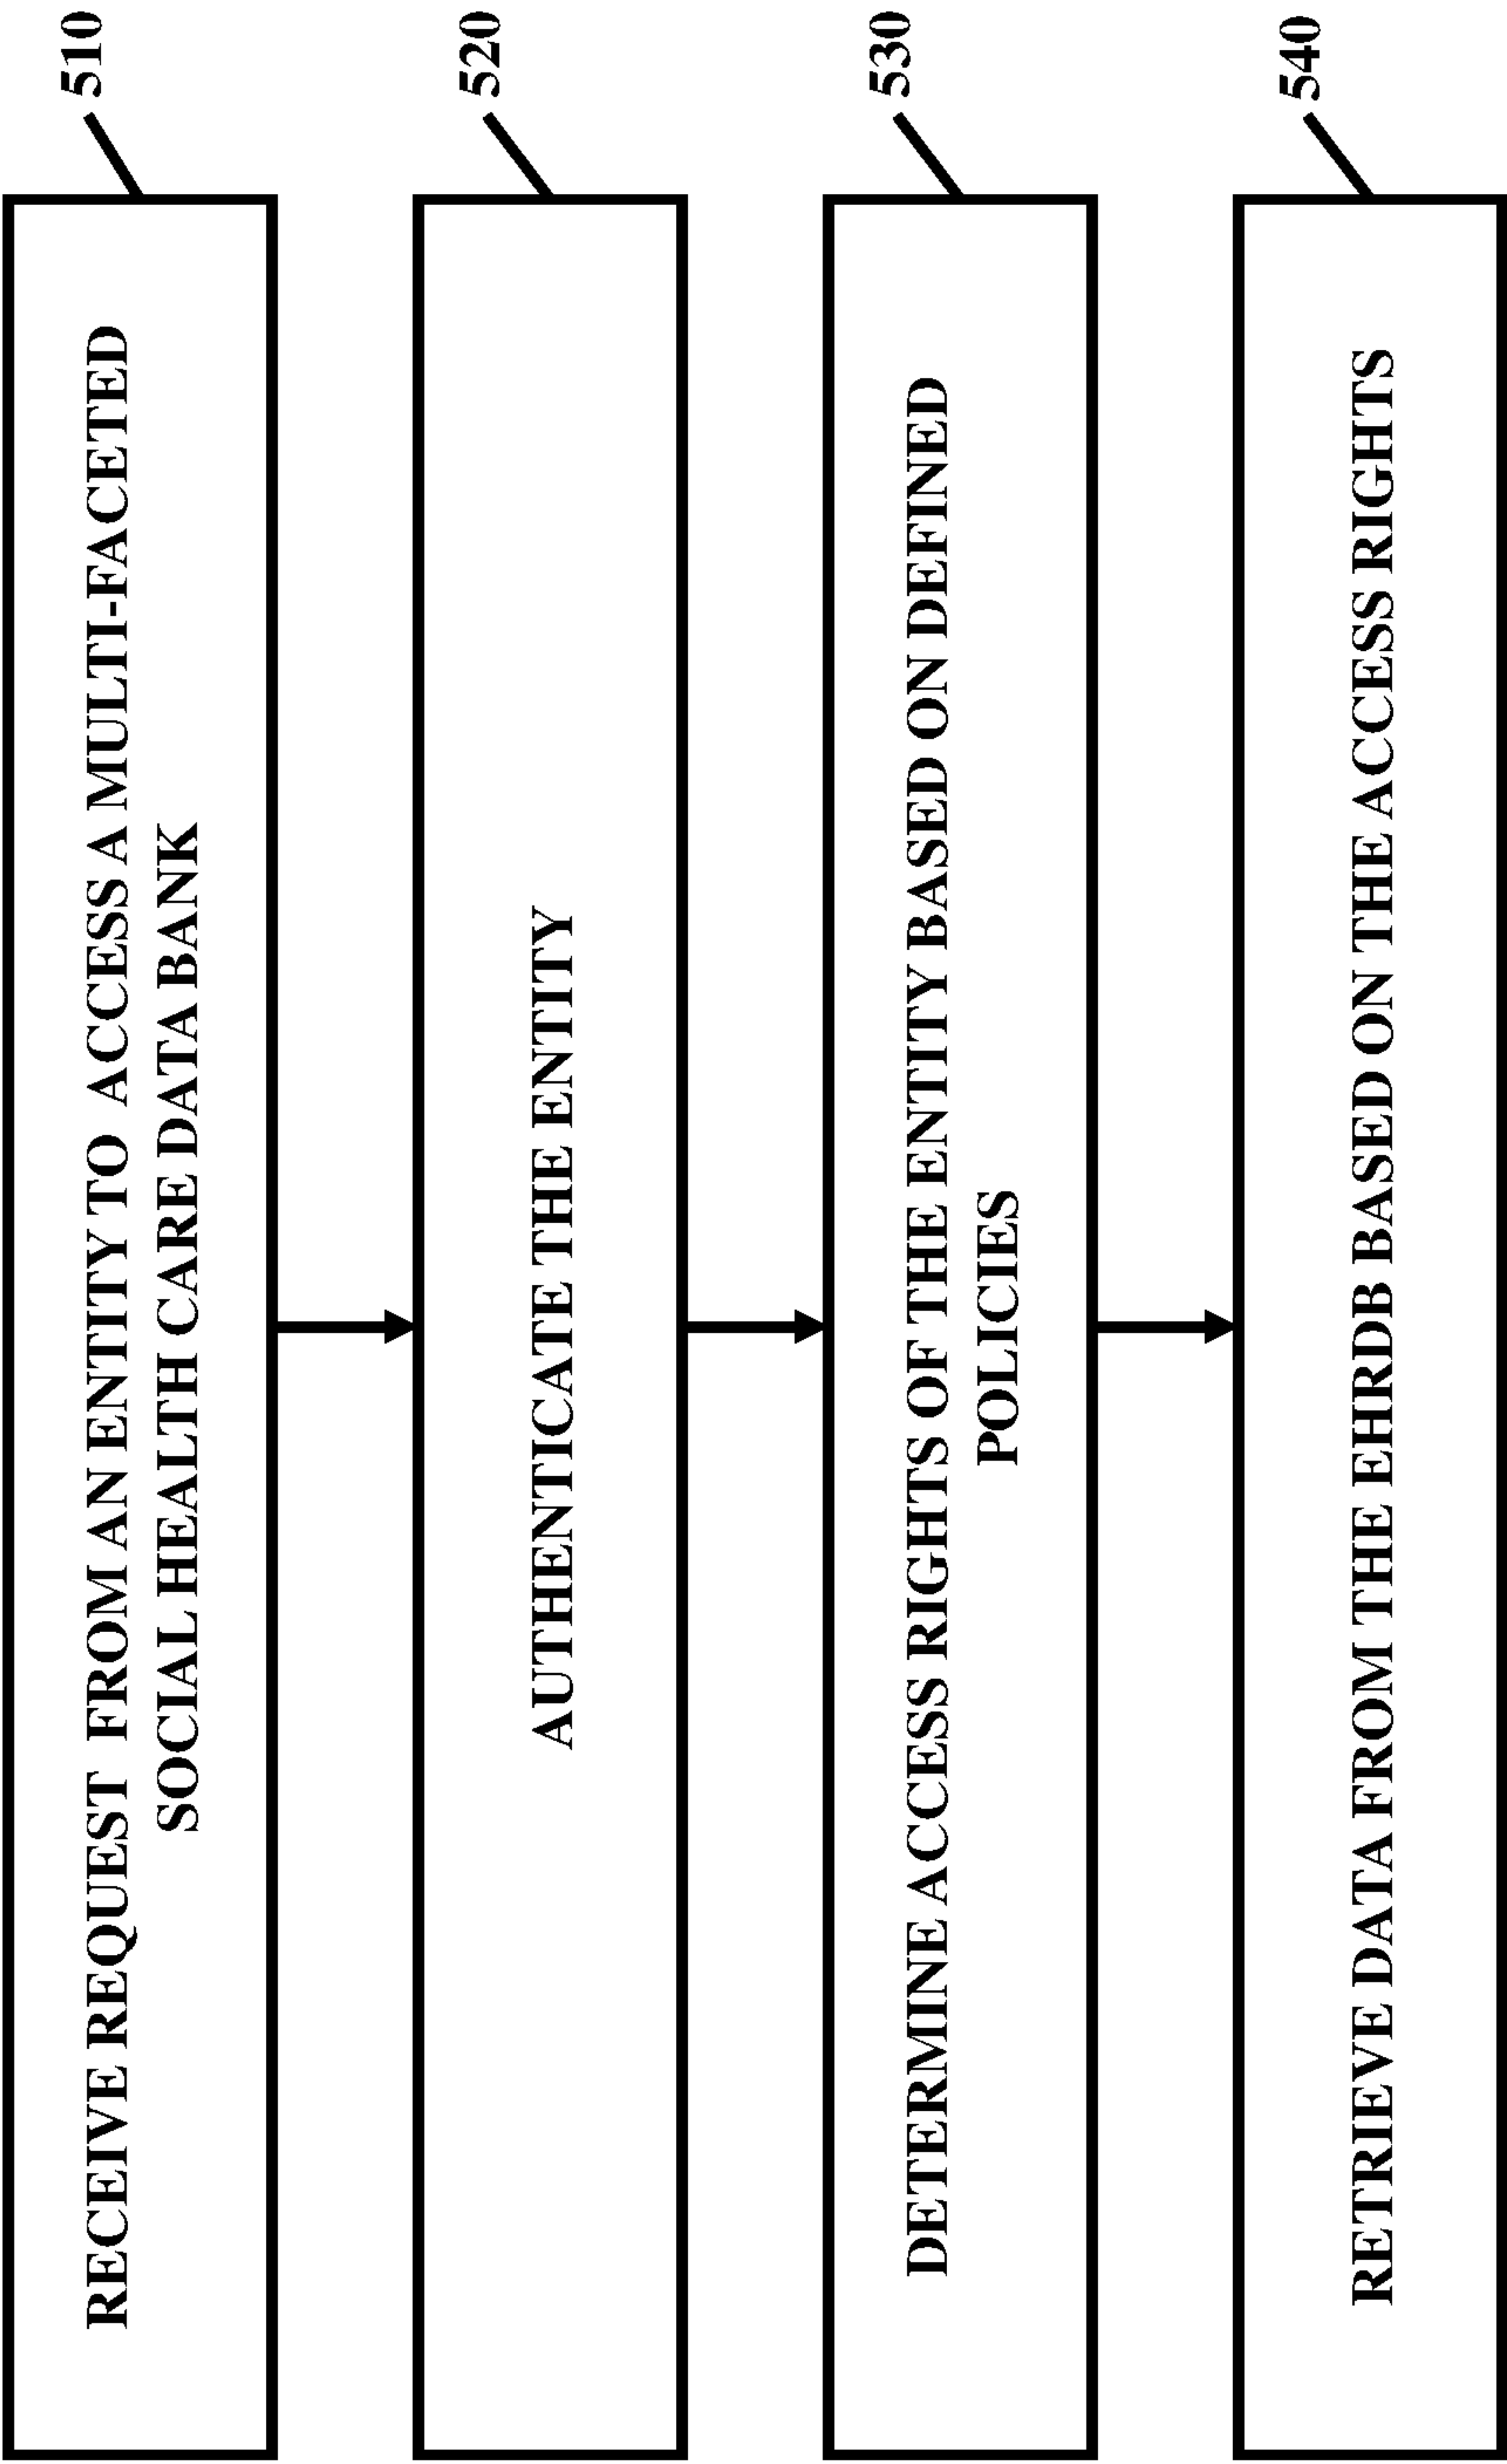 RECEIVE REQUEST FROM AN ENTITY TO ACCESS A MULTI-FACETED
SOCIAL HEALTH CARE DATA BANK
510
AUTHENTICATE THE ENTITY
520
DETERMINE ACCESS RIGHTS OF THE ENTITY BASED ON DEFINED
POLICIES
530
RETRIEVE DATA FROM THE EHRDB BASED ON THE ACCESS RIGHTS
540